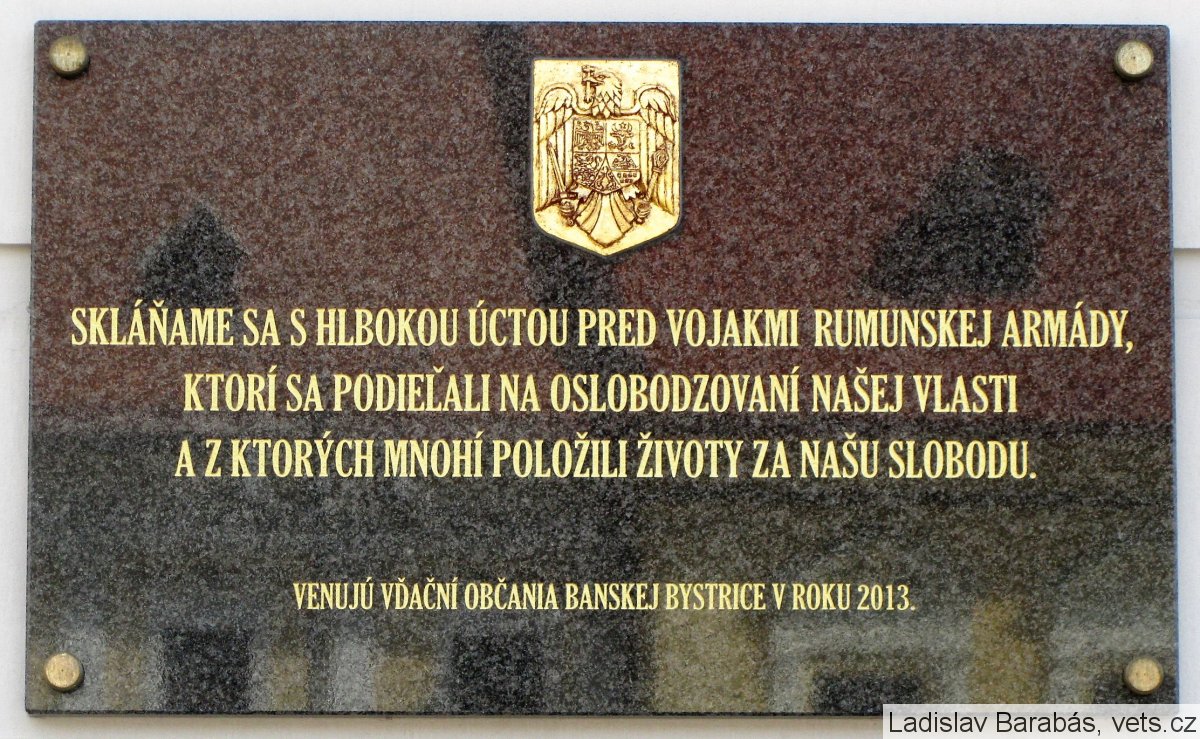 SKLÁŇAME SA S HLBOKOU ÚCTOU PRED VOJAKMI RUMUNSKEJ ARMÁDY,
KTORÍ SA PODIEĽALI NA OSLOBODZOVANÍ NAŠEJ VLASTI
A Z KTORÝCH MNOHÍ POLOŽILI ŽIVOTY ZA NAŠU SLOBODU.
VENUJÚ VĎAČNÍ OBČANIA BANSKEJ BYSTRICE V ROKU 2013.
Ladislav Barabás, vets.cz